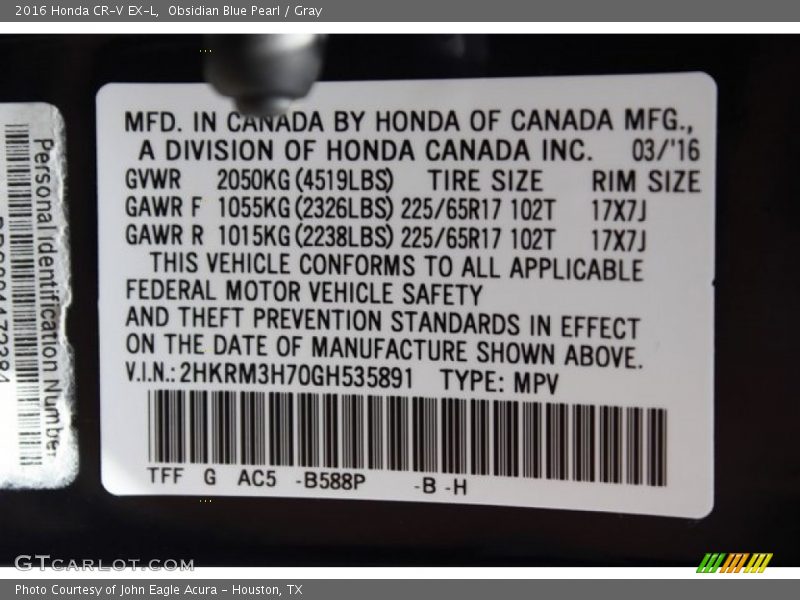 2016 Honda CR-V EX-L, Obsidian Blue Pearl / Gray
MFD. IN CANADA BY HONDA OF CANADA MFG.,
A DIVISION OF HONDA CANADA INC. 03/'16
GVWR 2050KG(4519LBS) TIRE SIZE RIM SIZE
GAWR F 1055KG(2326LBS) 225/65R17 102T 17X7J
GAWR R 1015KG(2238LBS) 225/65R17 102T 17X7J
THIS VEHICLE CONFORMS TO ALL APPLICABLE
FEDERAL MOTOR VEHICLE SAFETY
AND THEFT PREVENTION STANDARDS IN EFFECT
ON THE DATE OF MANUFACTURE SHOWN ABOVE.
V.I.N.: 2HKRM3H70GH535891 TYPE: MPV
TFF G AC5 -B588P -B -H
Personal Identification Number
GTCARLOT.COM
Photo Courtesy of John Eagle Acura - Houston, TX